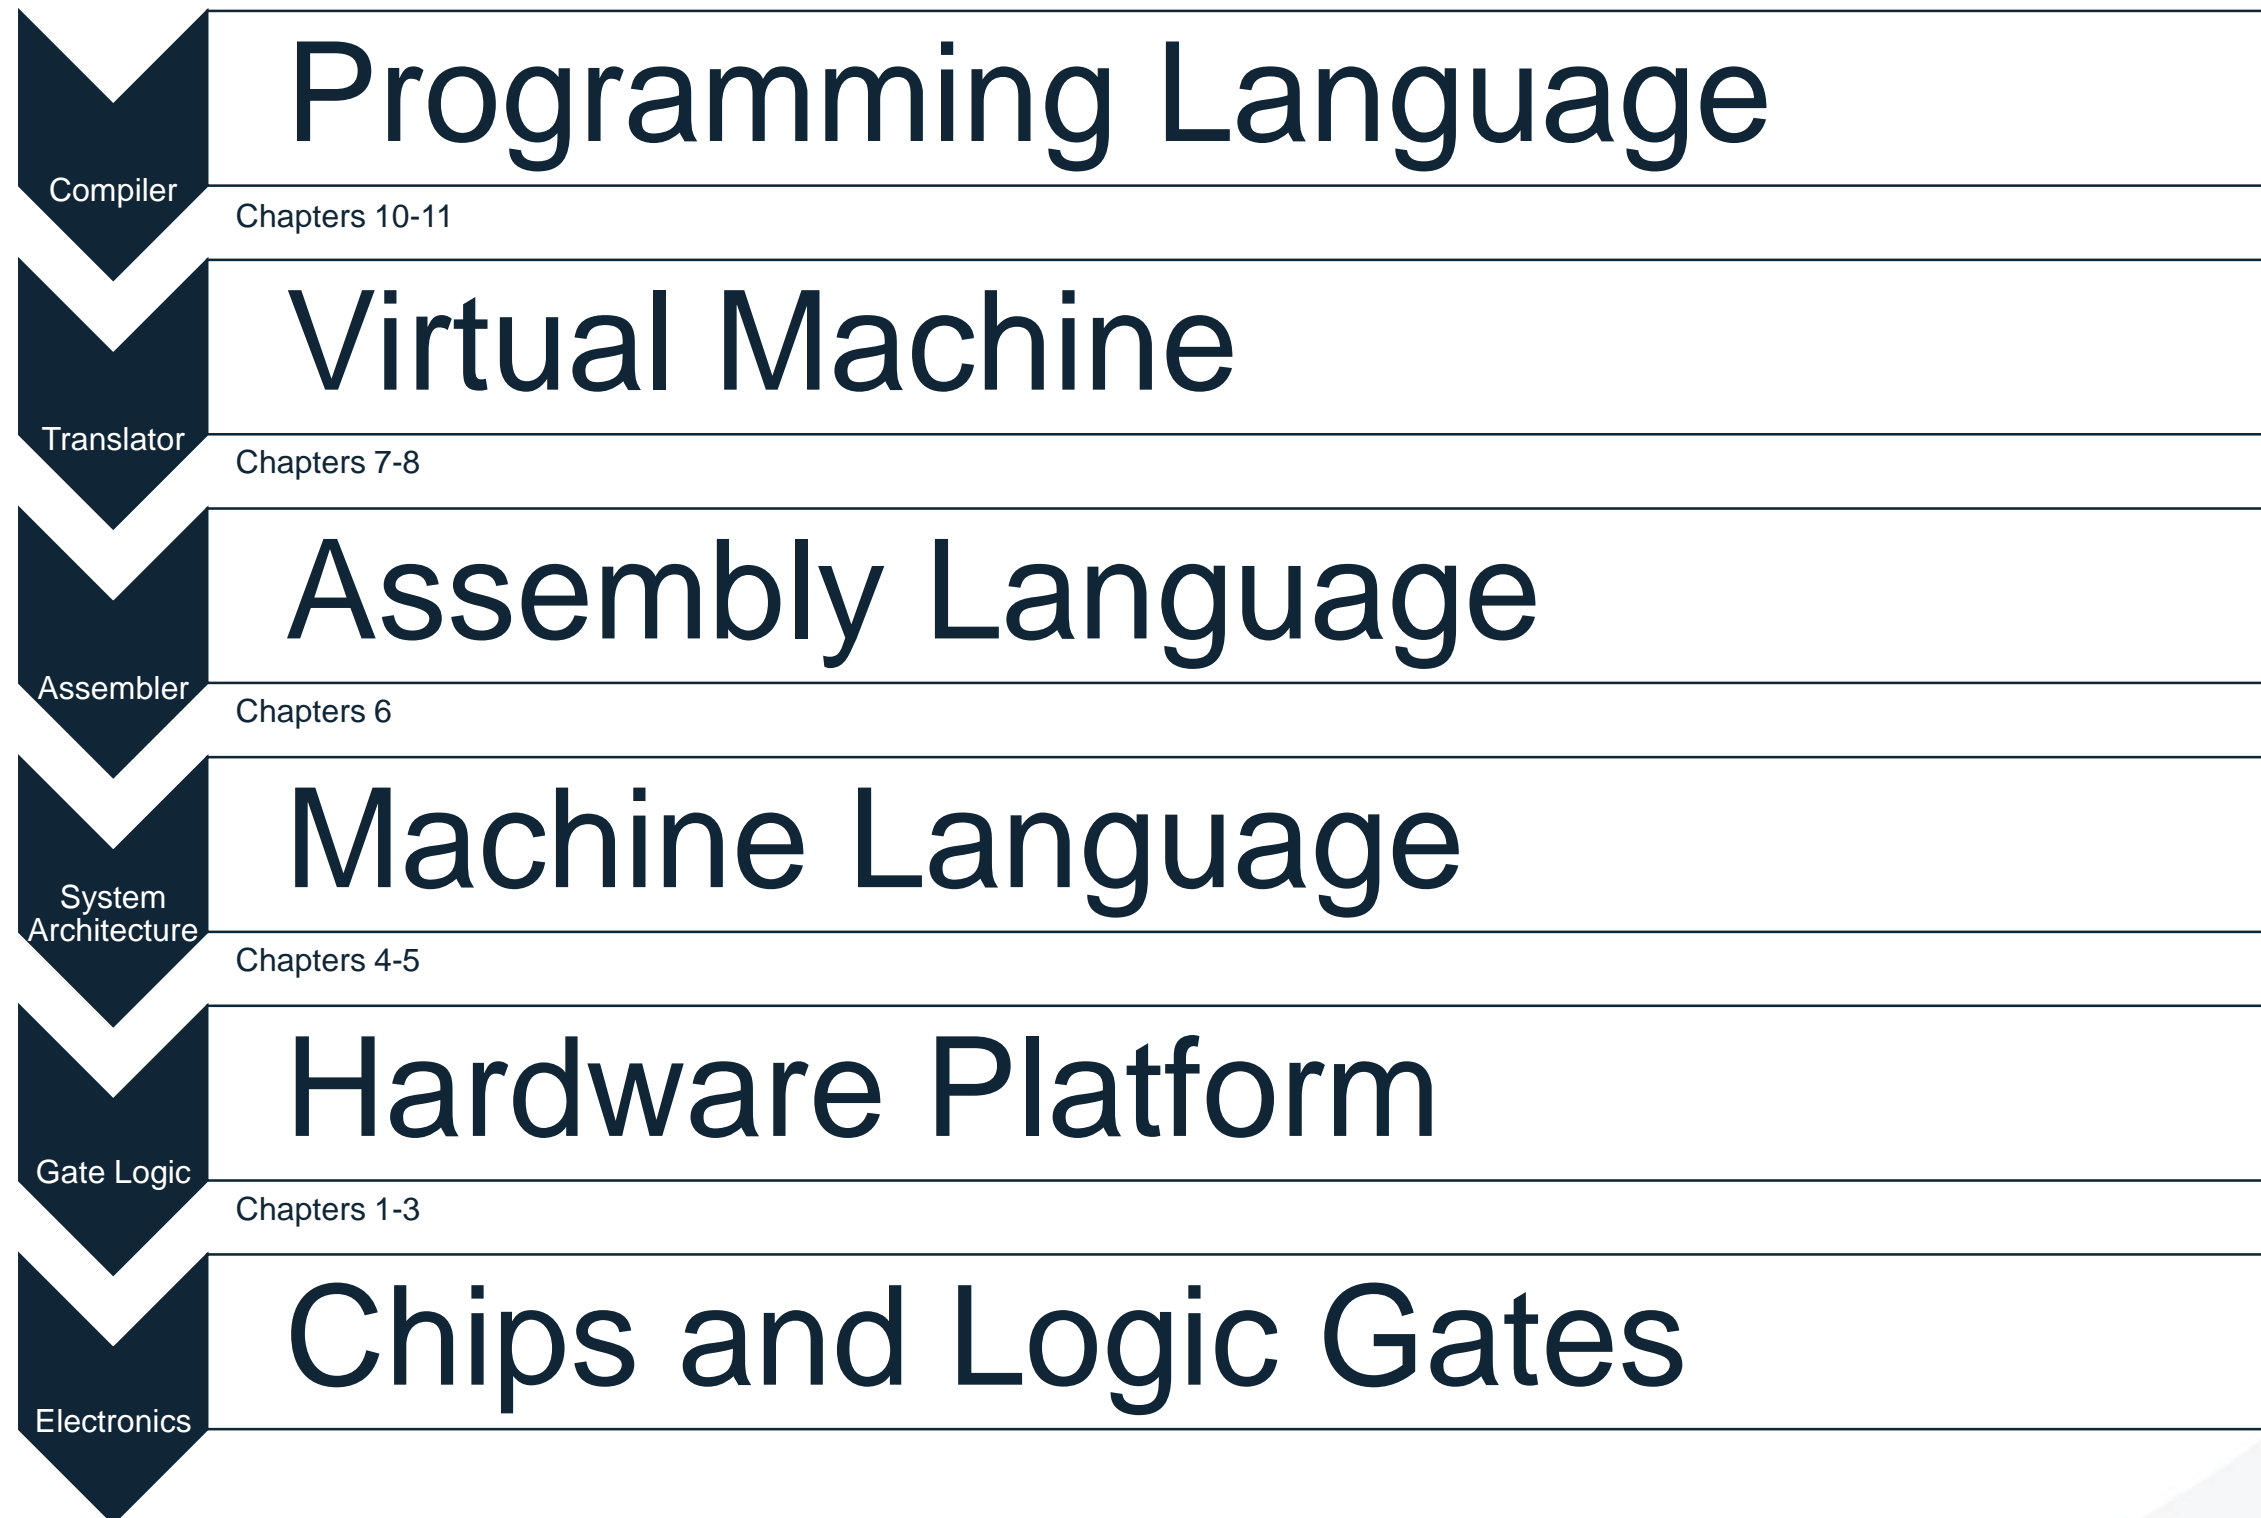 Programming Language
Compiler
Chapters 10-11
Virtual Machine
Translator
Chapters 7-8
Assembly Language
Assembler
Chapters 6
Machine Language
System
Architecture
Chapters 4-5
Hardware Platform
Gate Logic
Chapters 1-3
Chips and Logic Gates
Electronics